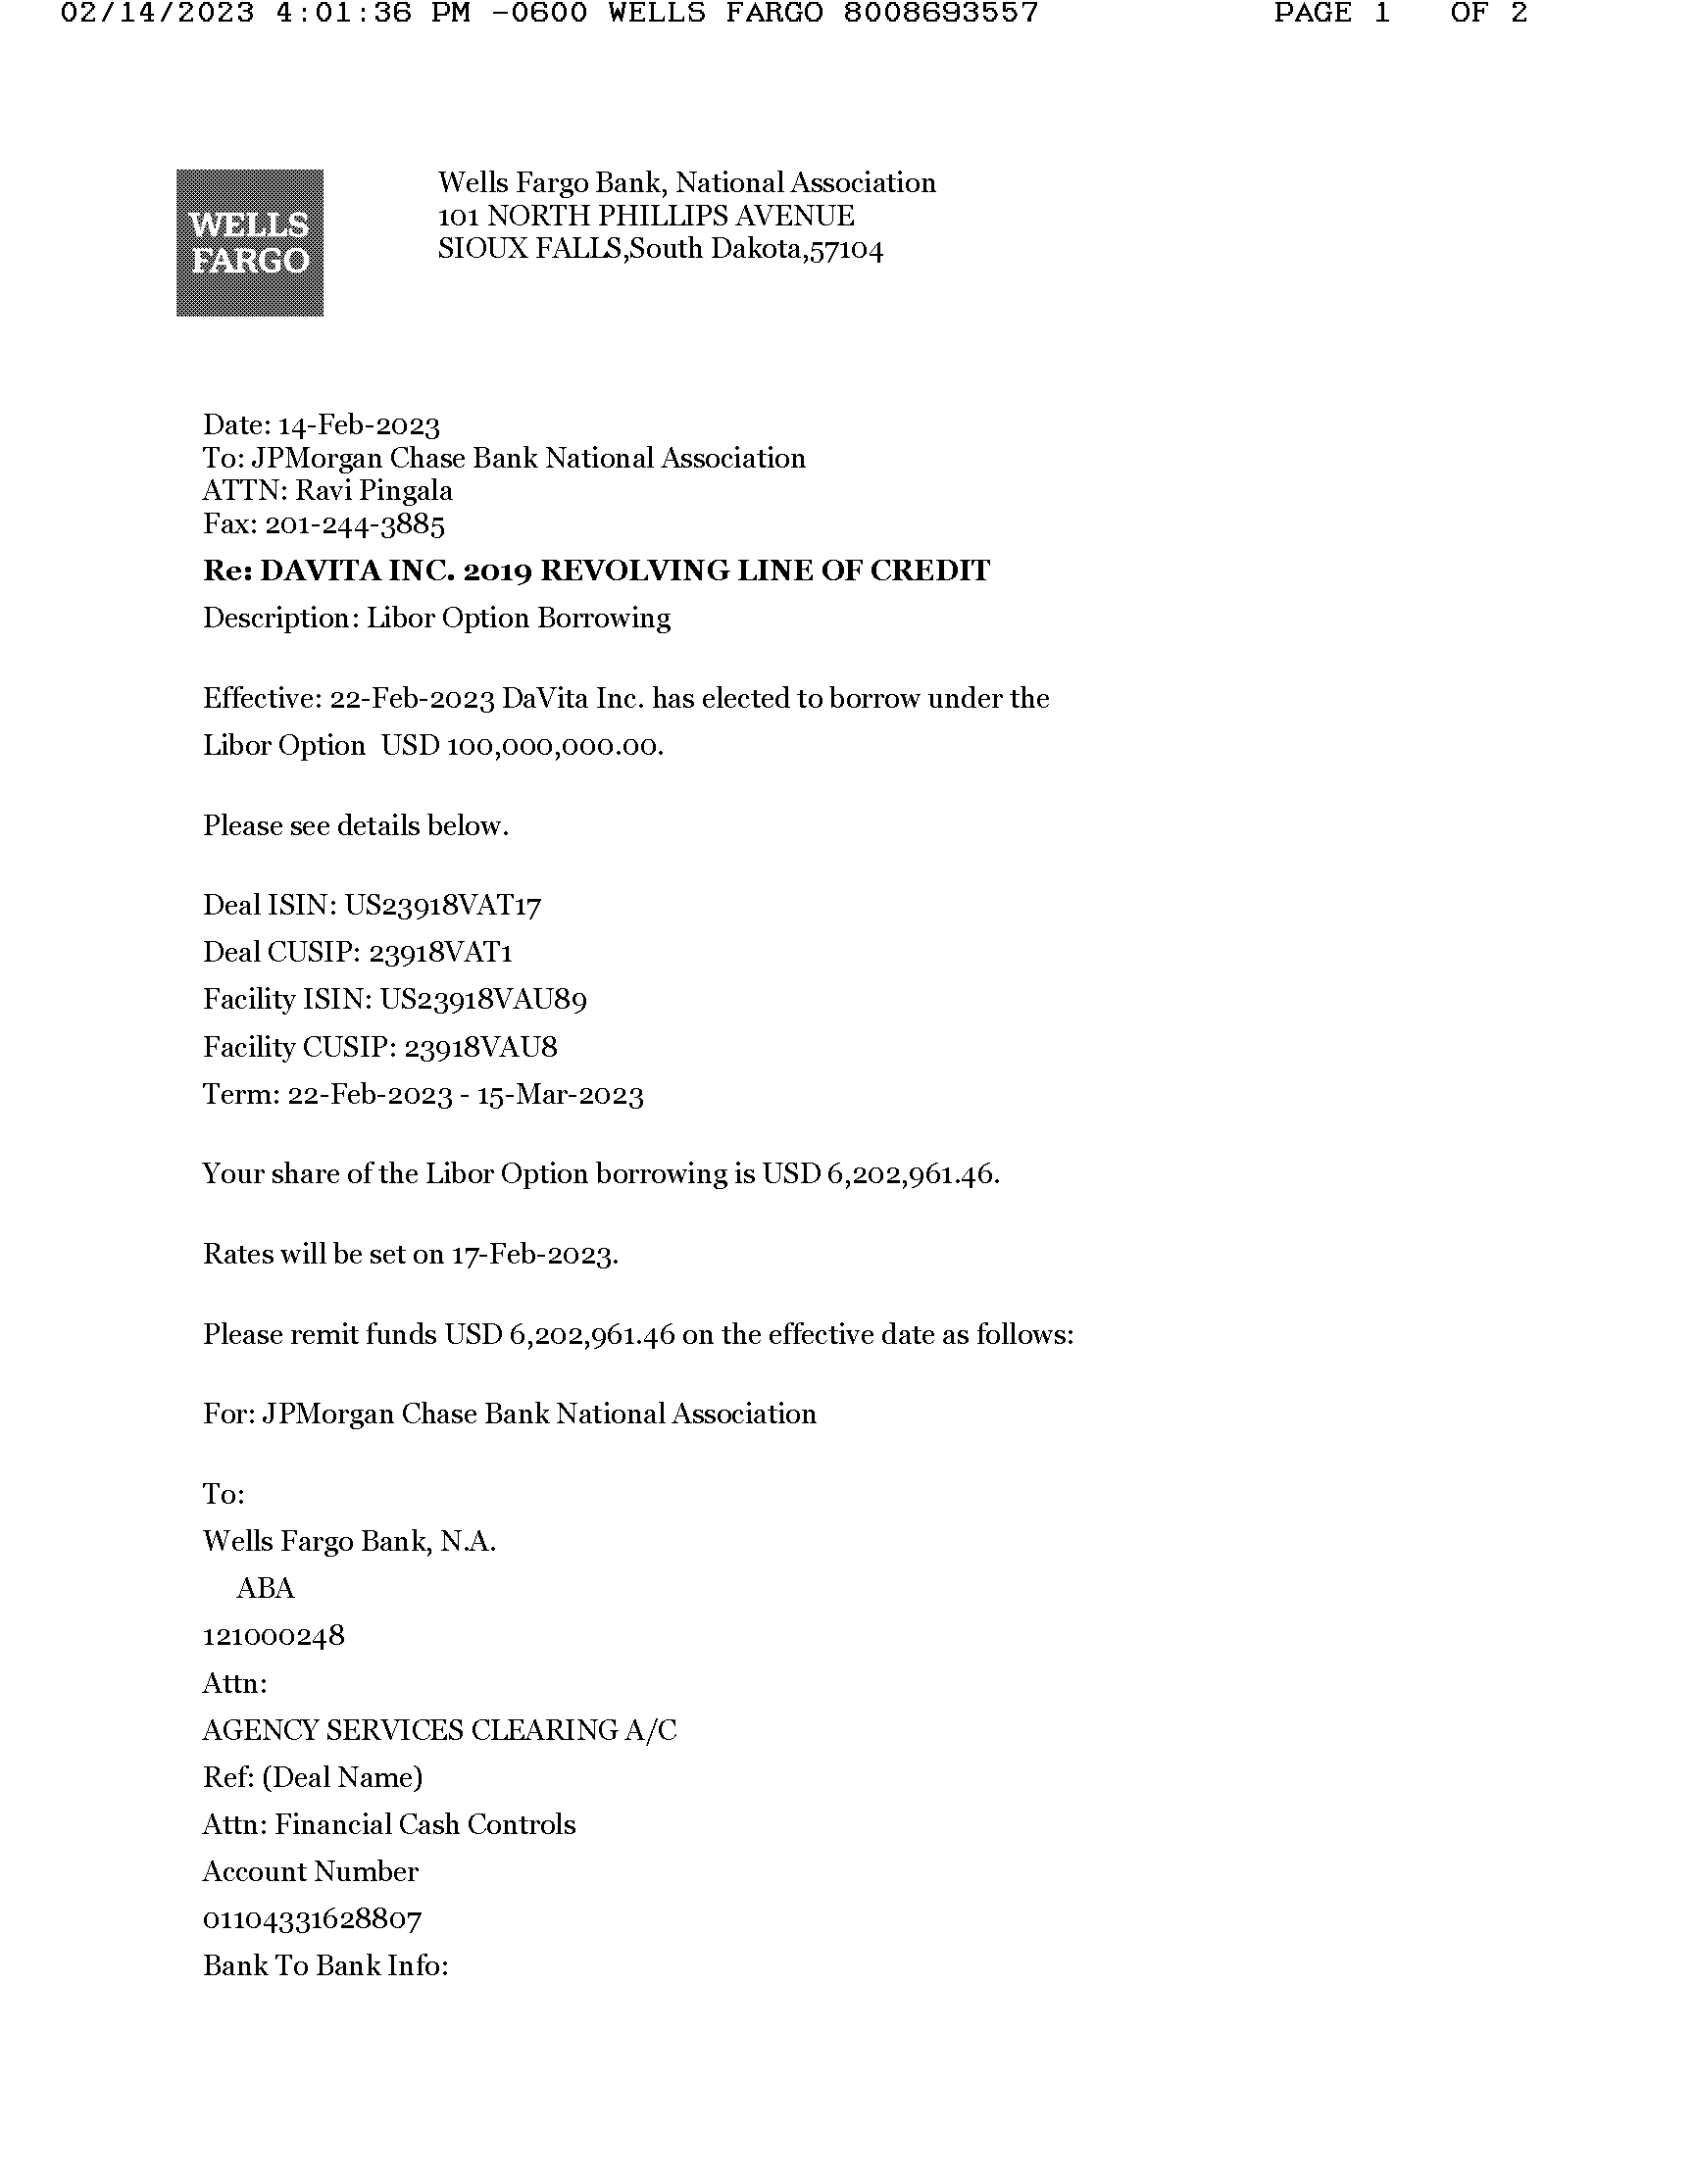 02/14/2023 4:01:36 PM -0600 WELLS FARGO 8008693557 PAGE 1 OF 2
WELLS
FARGO
Wells Fargo Bank, National Association
101 NORTH PHILLIPS AVENUE
SIOUX FALLS,South Dakota,57104
Date: 14-Feb-2023
To: JPMorgan Chase Bank National Association
ATTN: Ravi Pingala
Fax: 201-244-3885
Re: DAVITA INC. 2019 REVOLVING LINE OF CREDIT
Description: Libor Option Borrowing
Effective: 22-Feb-2023 DaVita Inc. has elected to borrow under the
Libor Option  USD 100,000,000.00.
Please see details below.
Deal ISIN: US23918VAT17
Deal CUSIP: 23918VAT1
Facility ISIN: US23918VAU89
Facility CUSIP: 23918VAU8
Term: 22-Feb-2023 - 15-Mar-2023
Your share of the Libor Option borrowing is USD 6,202,961.46.
Rates will be set on 17-Feb-2023.
Please remit funds USD 6,202,961.46 on the effective date as follows:
For: JPMorgan Chase Bank National Association
To:
Wells Fargo Bank, N.A.
ABA
121000248
Attn:
AGENCY SERVICES CLEARING A/C
Ref: (Deal Name)
Attn: Financial Cash Controls
Account Number
01104331628807
Bank To Bank Info: